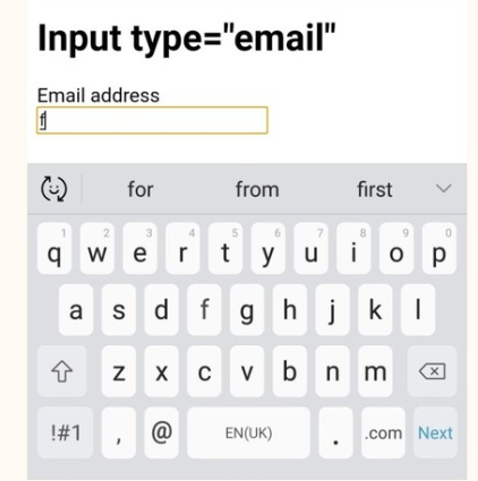 Input type="email"
Email address
f
for from first
1 2 3 4 5 6 7 8 9 0
q w e r t y u i o p
a s d f g h j k l
z x c v b n m
!#1 , @ EN(UK) . .com Next